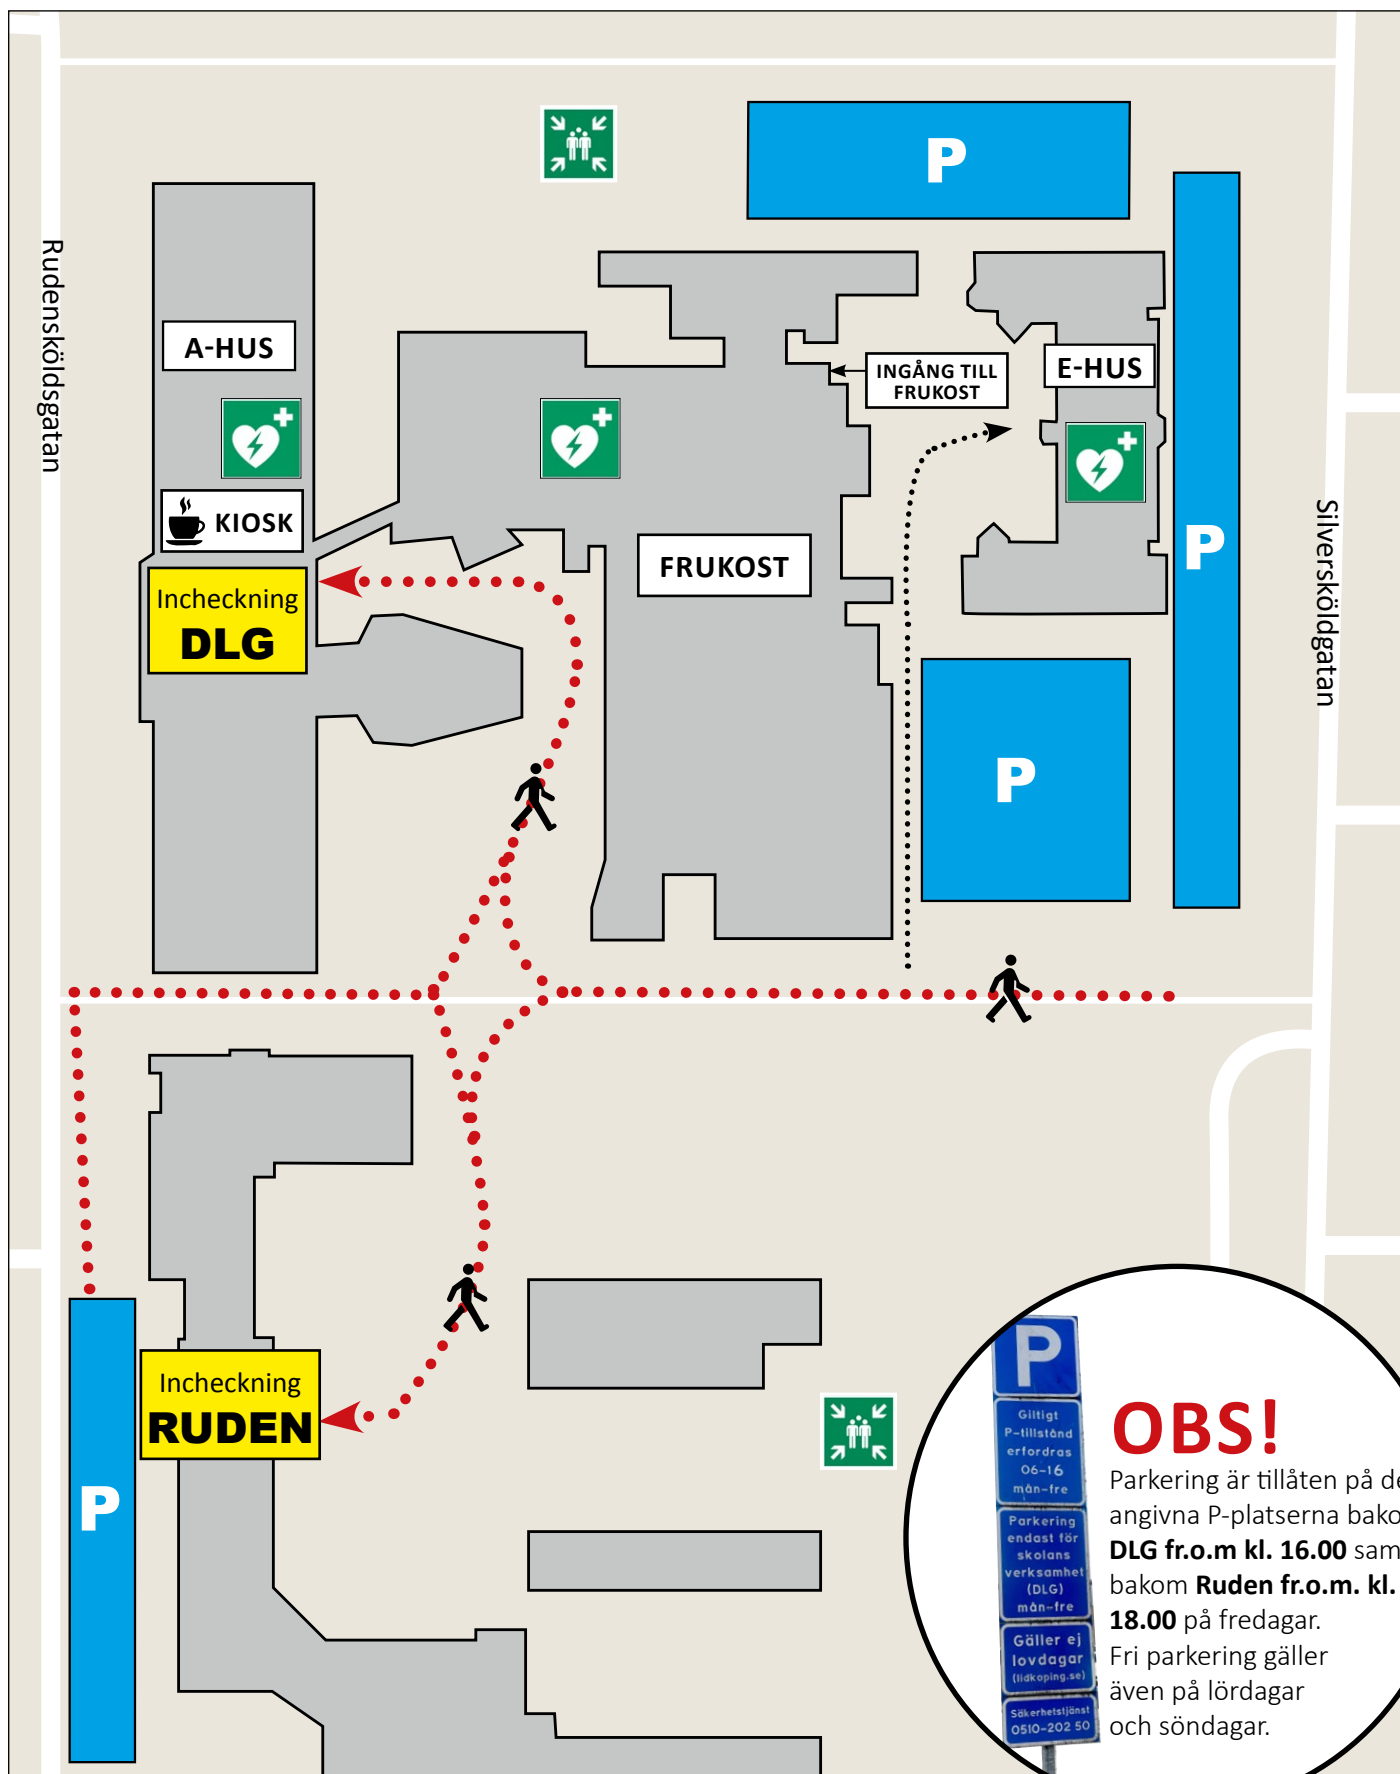 P
P
Rudensköldsgatan
A-HUS
INGÅNG TILL
FRUKOST
E-HUS
KIOSK
FRUKOST
Silversköldgatan
Incheckning
DLG
P
Incheckning
RUDEN
P
P
Giltigt
P-tillstånd
erfordras
06-16
mån-fre
Parkering
endast för
skolans
verksamhet
(DLG)
mån-fre
Gäller ej
lovdagar
(lidkoping.se)
Säkerhetstjänst
0510-202 50
OBS!
Parkering är tillåten på de
angivna P-platserna bako
DLG fr.o.m kl. 16.00 sam
bakom Ruden fr.o.m. kl.
18.00 på fredagar.
Fri parkering gäller
även på lördagar
och söndagar.